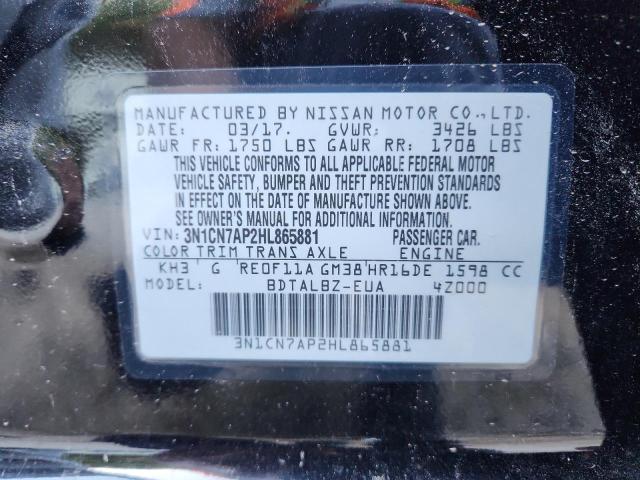 MANUFACTURED BY NISSAN MOTOR CO.,LTD.
DATE: 03/17. GVWR: 3426 LBS
GAWR FR: 1750 LBS GAWR RR: 1708 LBS
THIS VEHICLE CONFORMS TO ALL APPLICABLE FEDERAL MOTOR
VEHICLE SAFETY, BUMPER AND THEFT PREVENTION STANDARDS
IN EFFECT ON THE DATE OF MANUFACTURE SHOWN ABOVE.
SEE OWNER'S MANUAL FOR ADDITIONAL INFORMATION.
VIN: 3N1CN7AP2HL865881 PASSENGER CAR.
COLOR TRIM TRANS AXLE ENGINE
KH3 ' G 'RE0F11A GM38'HR16DE 1598 CC
MODEL: BDTALBZ-EUA 4Z000
3N1CN7AP2HL865881